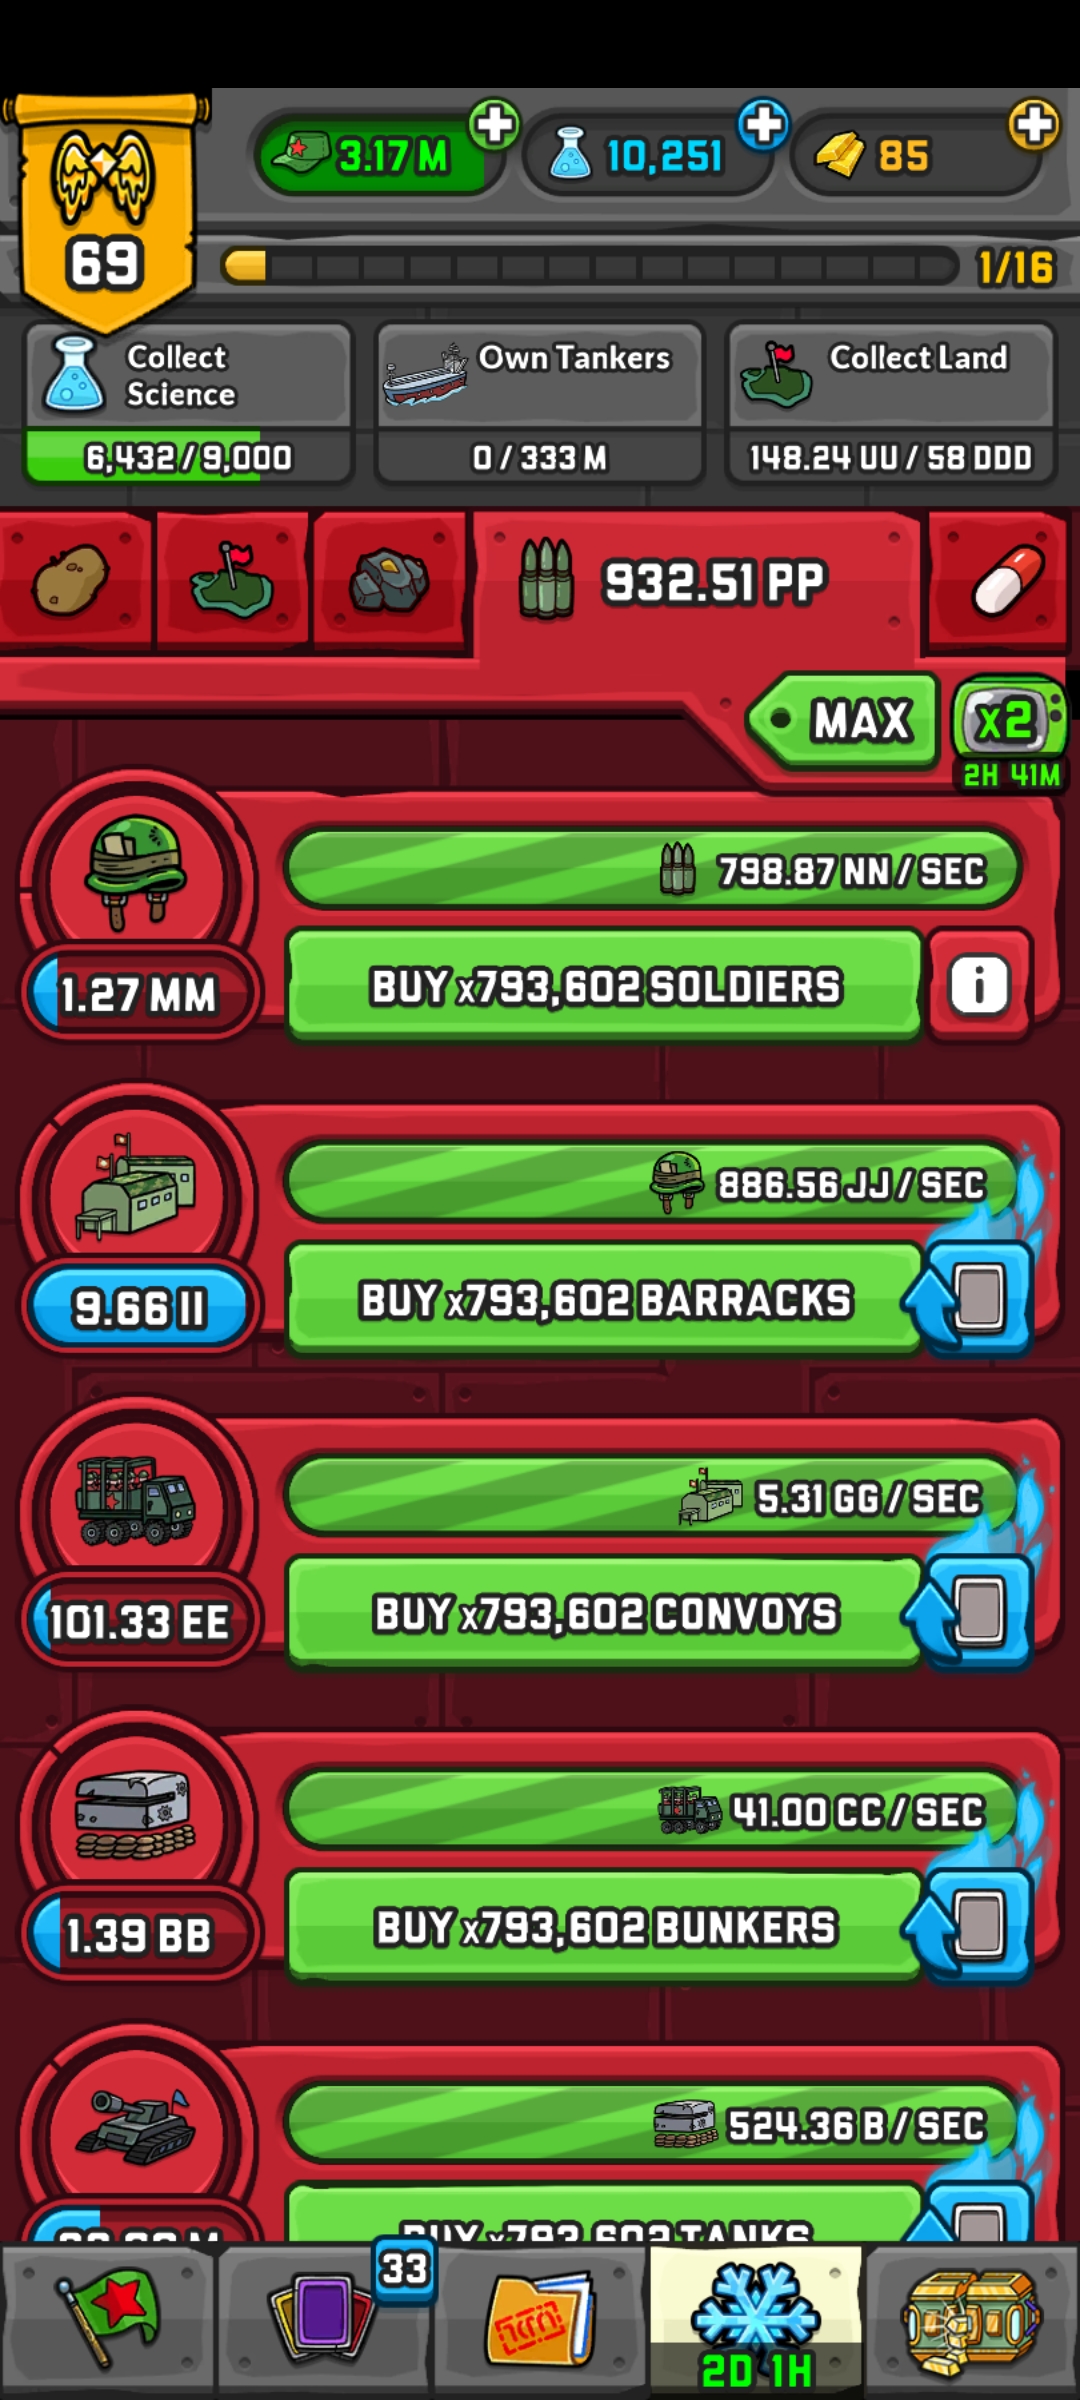 3.17 M
10,251
85
69
1/16
Collect
Science
6,432 / 9,000
Own Tankers
0 / 333 M
Collect Land
148.24 UU / 58 DDD
932.51 PP
MAX
x2
2H 41M
798.87 NN / SEC
1.27 MM
BUY x793,602 SOLDIERS
i
886.56 JJ / SEC
9.66 II
BUY x793,602 BARRACKS
5.31 GG / SEC
101.33 EE
BUY x793,602 CONVOYS
41.00 CC / SEC
1.39 BB
BUY x793,602 BUNKERS
524.36 B / SEC
BUY x793,602 TANKS
33
2D 1H